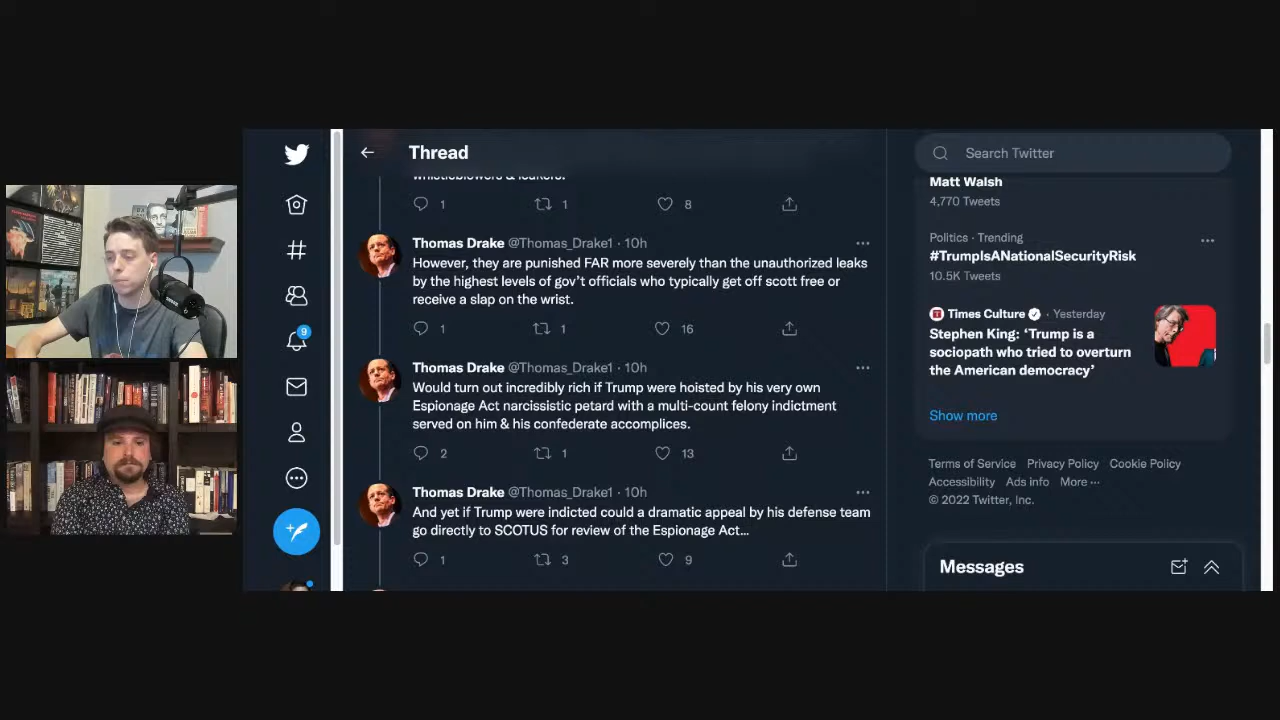 Thread
Search Twitter
whistleblowers & leakers.
1
1
8
Thomas Drake @Thomas_Drake1 · 10h
However, they are punished FAR more severely than the unauthorized leaks
by the highest levels of gov't officials who typically get off scott free or
receive a slap on the wrist.
1
1
16
Thomas Drake @Thomas_Drake1 · 10h
Would turn out incredibly rich if Trump were hoisted by his very own
Espionage Act narcissistic petard with a multi-count felony indictment
served on him & his confederate accomplices.
2
1
13
Thomas Drake @Thomas_Drake1 · 10h
And yet if Trump were indicted could a dramatic appeal by his defense team
go directly to SCOTUS for review of the Espionage Act...
1
3
9
9
Matt Walsh
4,770 Tweets
Politics · Trending
#TrumpIsANationalSecurityRisk
10.5K Tweets
Times Culture · Yesterday
Stephen King: ‘Trump is a
sociopath who tried to overturn
the American democracy’
Show more
Terms of Service Privacy Policy Cookie Policy
Accessibility Ads info More ···
© 2022 Twitter, Inc.
Messages